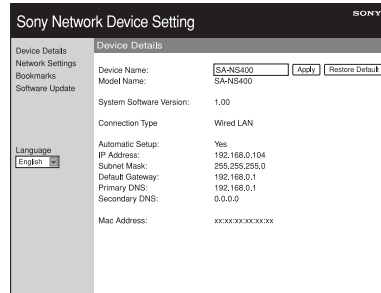 SONY
Sony Network Device Setting
Device Details
Network Settings
Bookmarks
Software Update
Language
English
Device Details
Device Name: SA-NS400 Apply Restore Default
Model Name: SA-NS400
System Software Version: 1.00
Connection Type Wired LAN
Automatic Setup: Yes
IP Address: 192.168.0.104
Subnet Mask: 255.255.255.0
Default Gateway: 192.168.0.1
Primary DNS: 192.168.0.1
Secondary DNS: 0.0.0.0
Mac Address: xx:xx:xx:xx:xx:xx